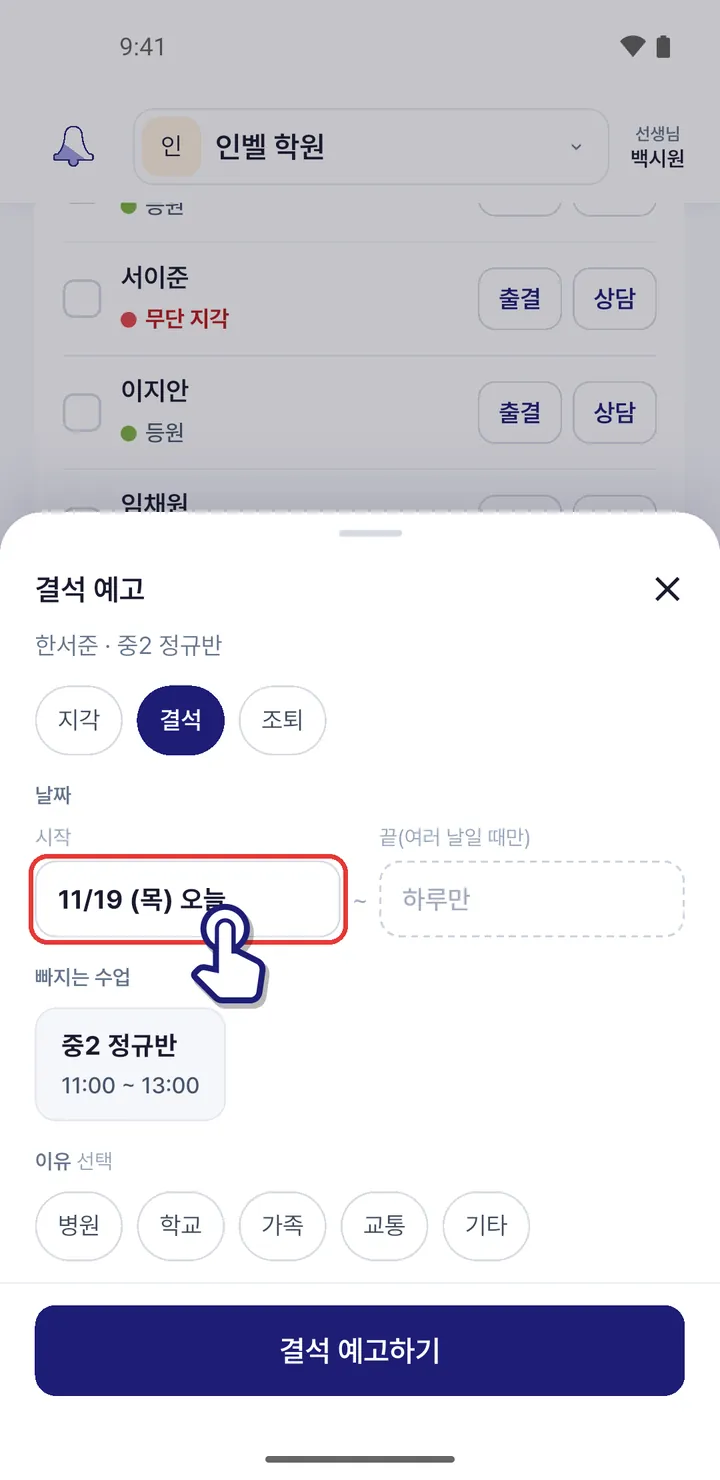 9:41
인 인벨 학원
선생님
백시원
등원
서이준
무단 지각
출결 상담
이지안
등원
출결 상담
임채원
결석 예고
한서준 · 중2 정규반
지각 결석 조퇴
날짜
시작 끝(여러 날일 때만)
11/19 (목) 오늘 ~ 하루만
빠지는 수업
중2 정규반
11:00 ~ 13:00
이유 선택
병원 학교 가족 교통 기타
결석 예고하기